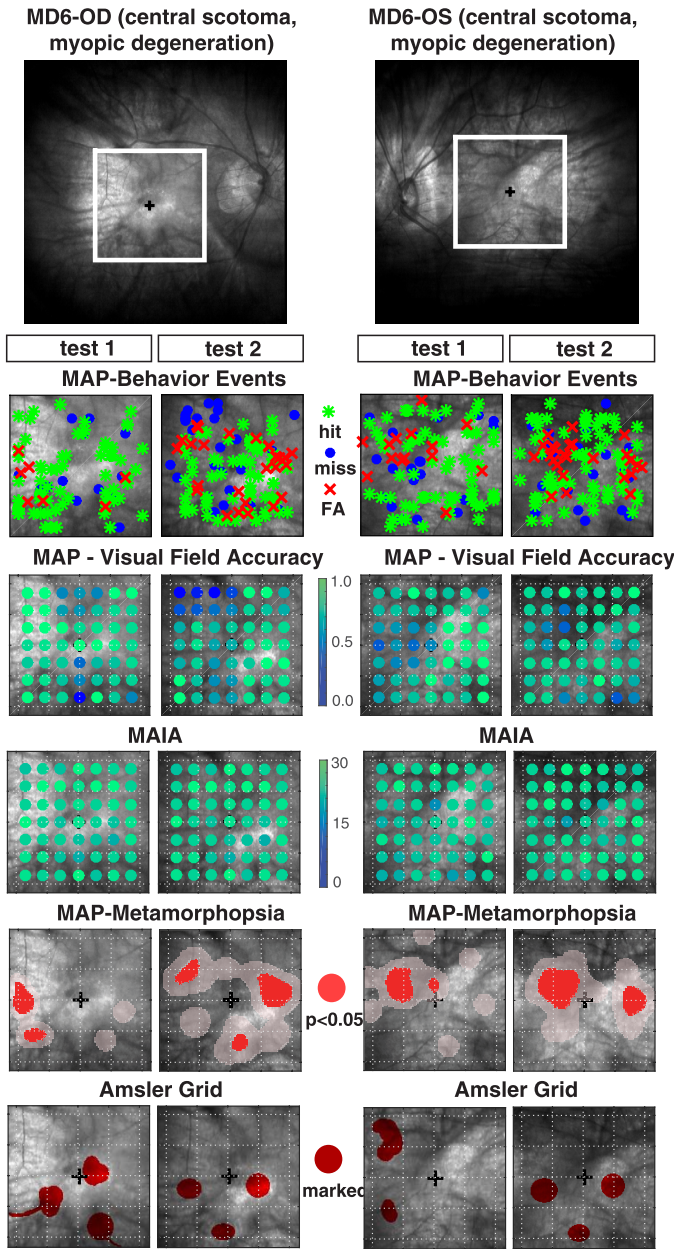 MD6-OD (central scotoma,
myopic degeneration)
MD6-OS (central scotoma,
myopic degeneration)
test 1
test 2
test 1
test 2
MAP-Behavior Events
MAP-Behavior Events
hit
miss
FA
MAP - Visual Field Accuracy
MAP - Visual Field Accuracy
1.0
0.5
0.0
MAIA
MAIA
30
15
0
MAP-Metamorphopsia
MAP-Metamorphopsia
p<0.05
Amsler Grid
Amsler Grid
marked